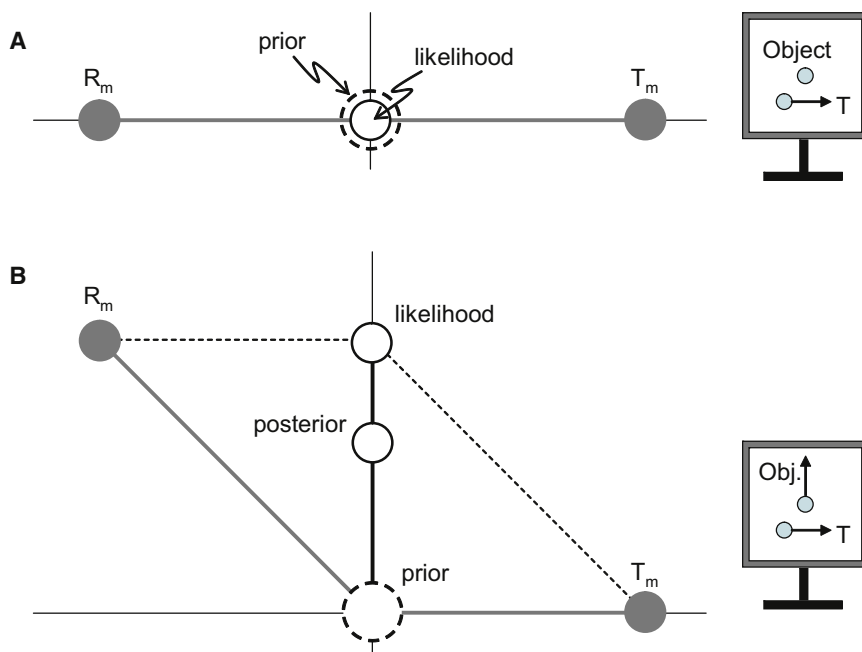 A
prior
likelihood
R_m
T_m
Object
T
B
R_m
likelihood
posterior
prior
T_m
Obj.
T